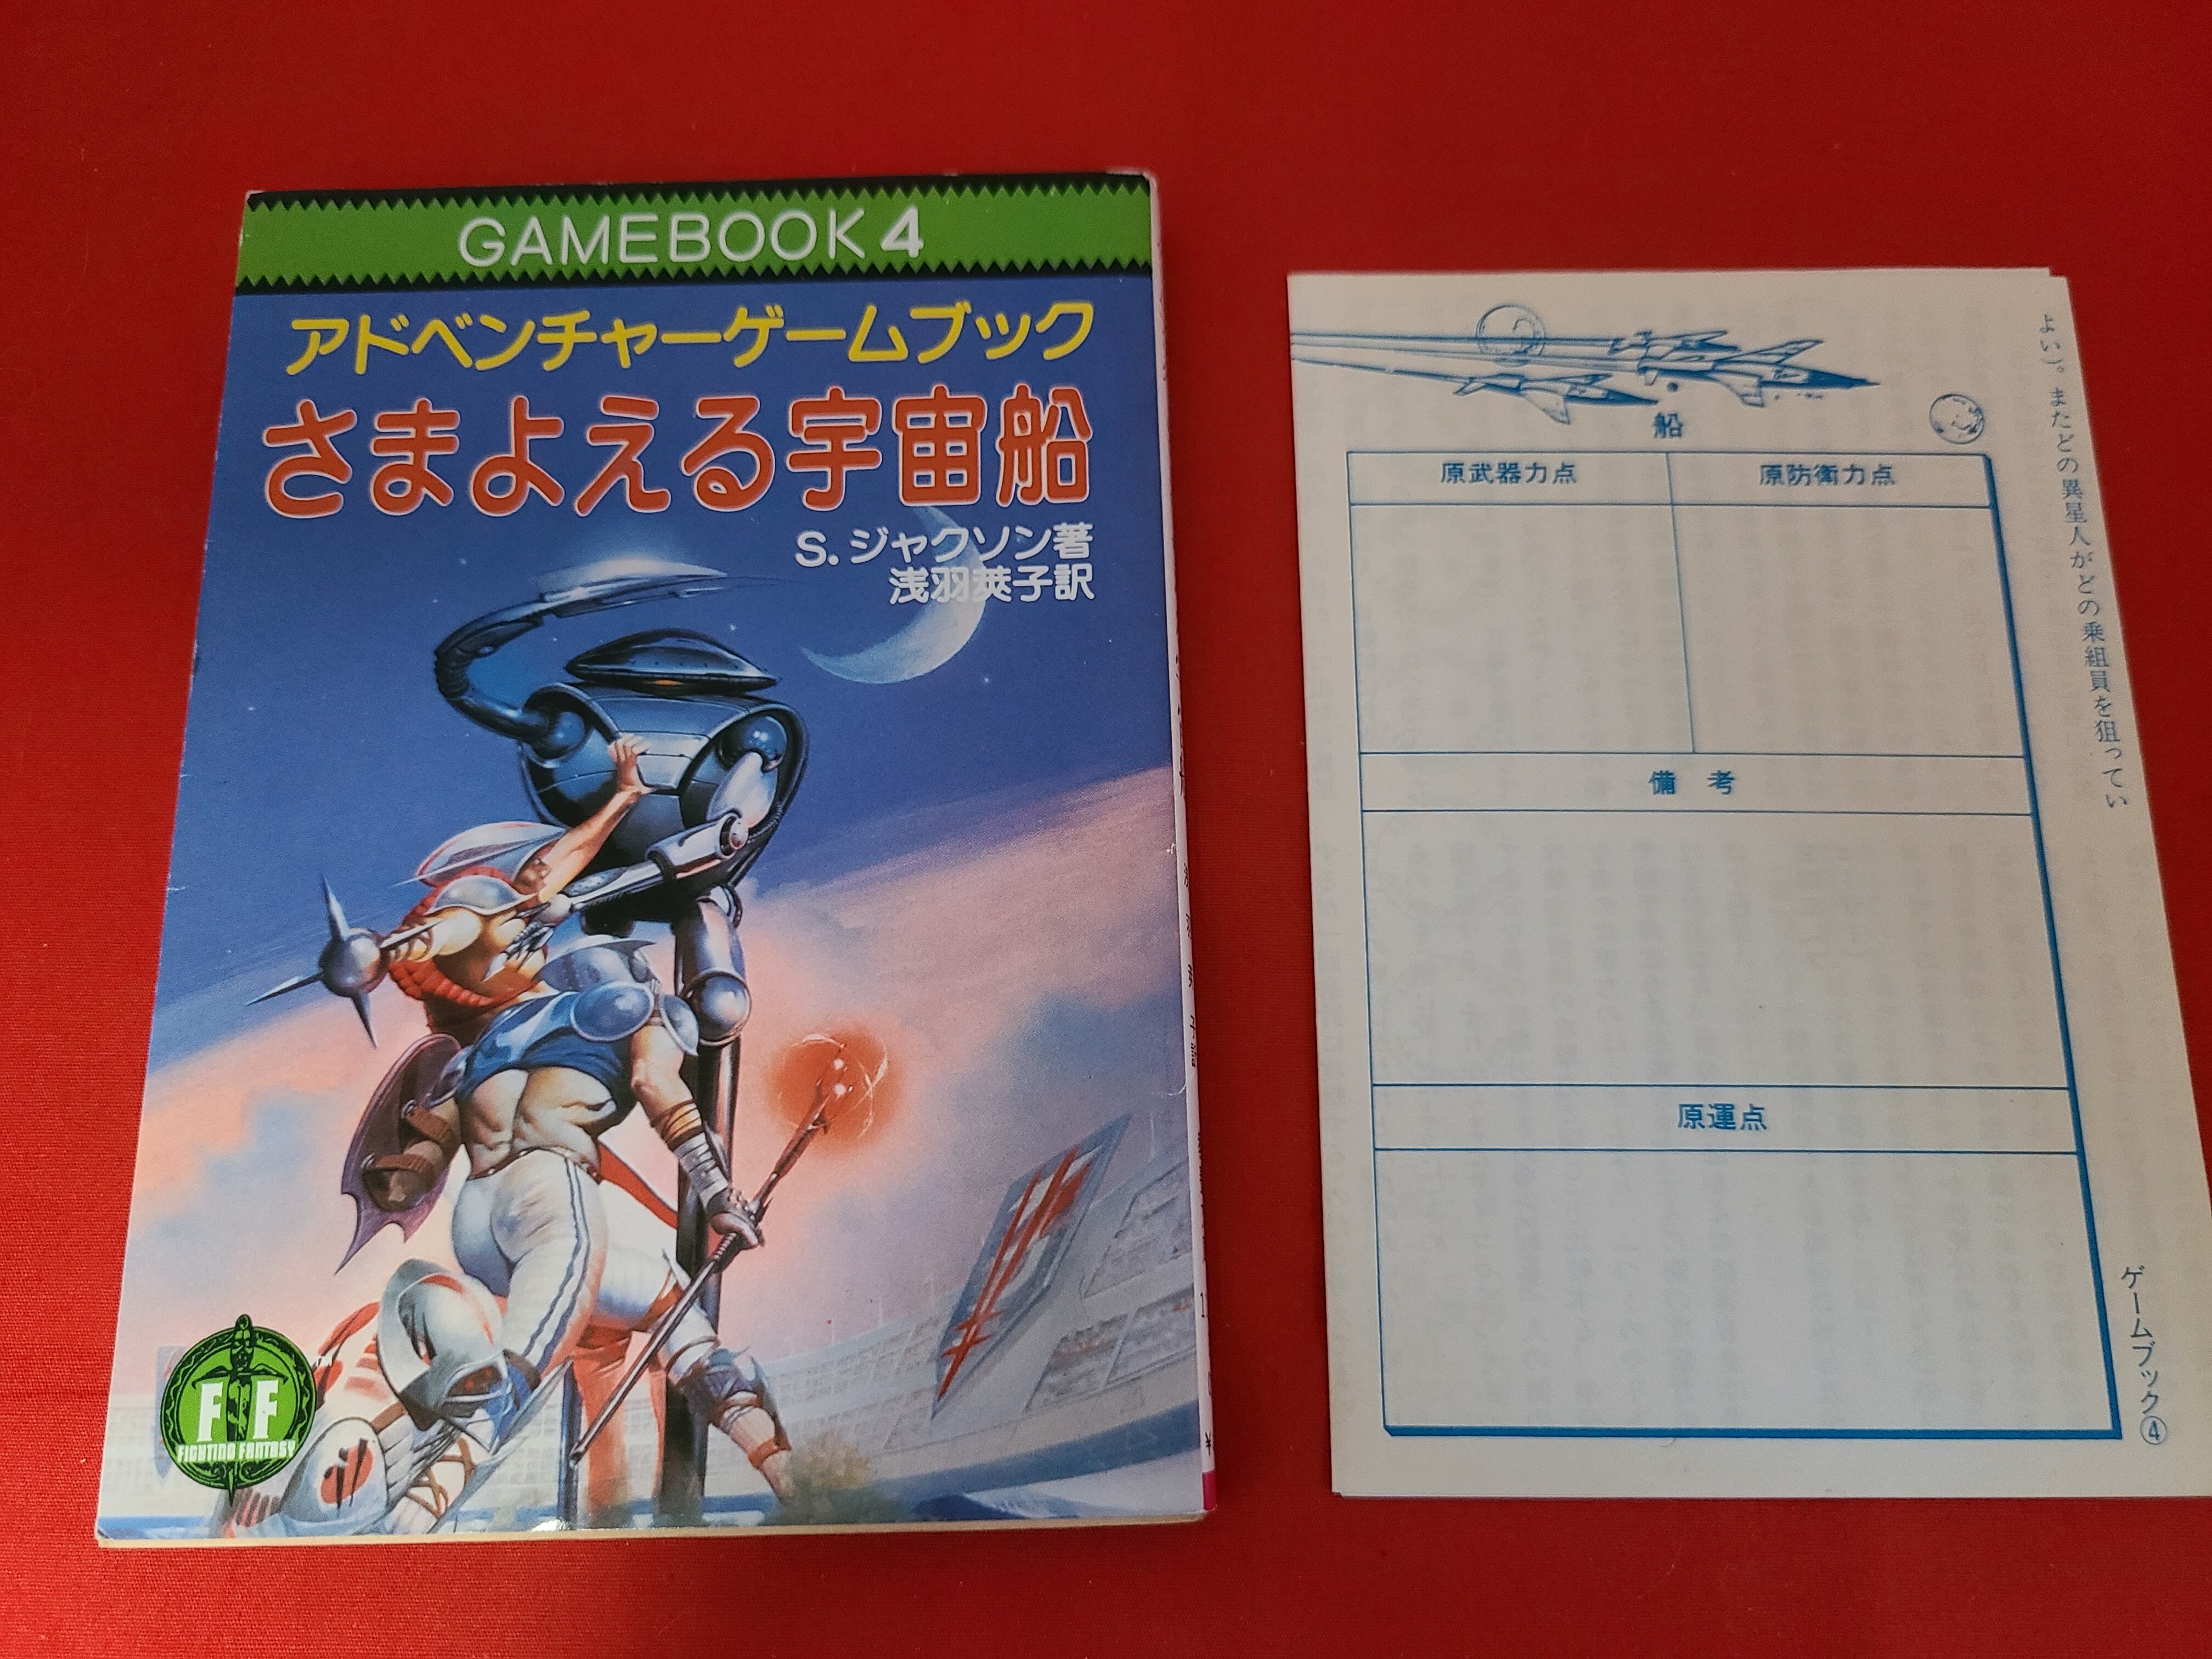 GAMEBOOK 4
アドベンチャーゲームブック
さまよえる宇宙船
S.ジャクソン著
浅羽莢子訳
FF
FIGHTING FANTASY
よい)。またどの異星人がどの乗組員を狙ってい
船
原武器力点 原防衛力点
備考
原運点
ゲームブック④